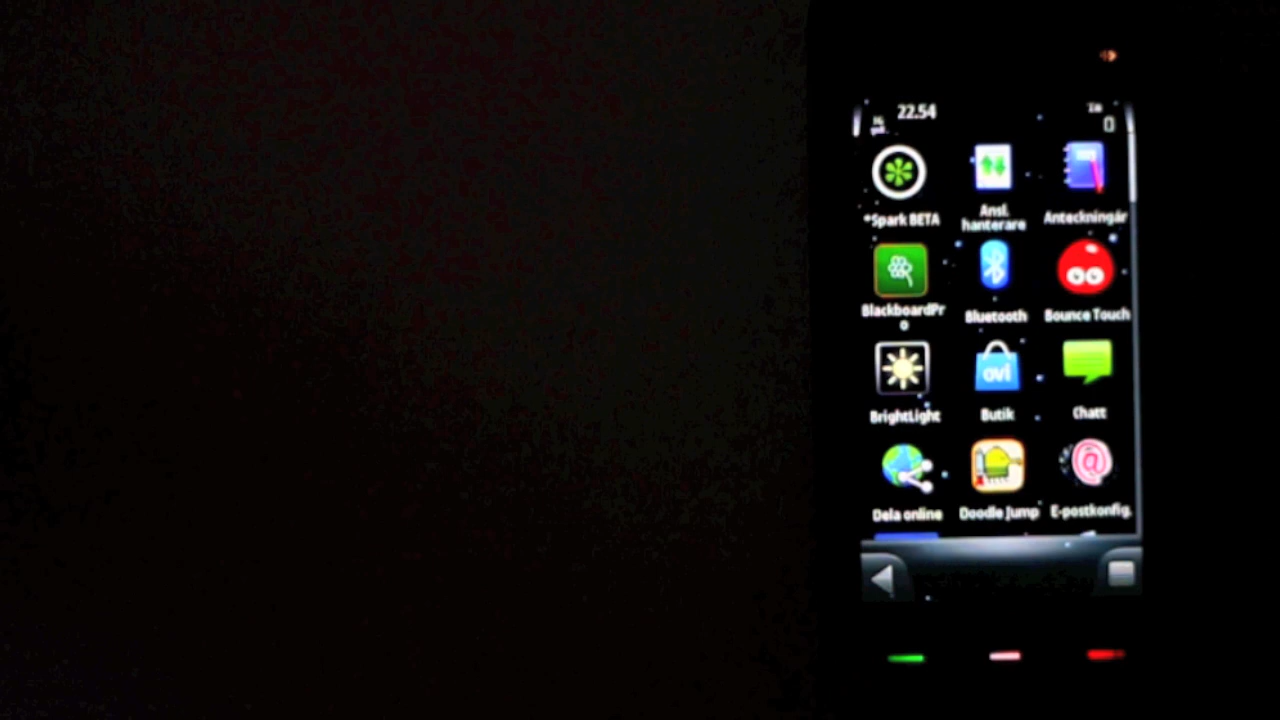 22.54
*Spark BETA
Ansl.
hanterare
Anteckningar
BlackboardPr
o
Bluetooth
Bounce Touch
ovi
BrightLight
Butik
Chatt
@
Dela online
Doodle Jump
E-postkonfig.